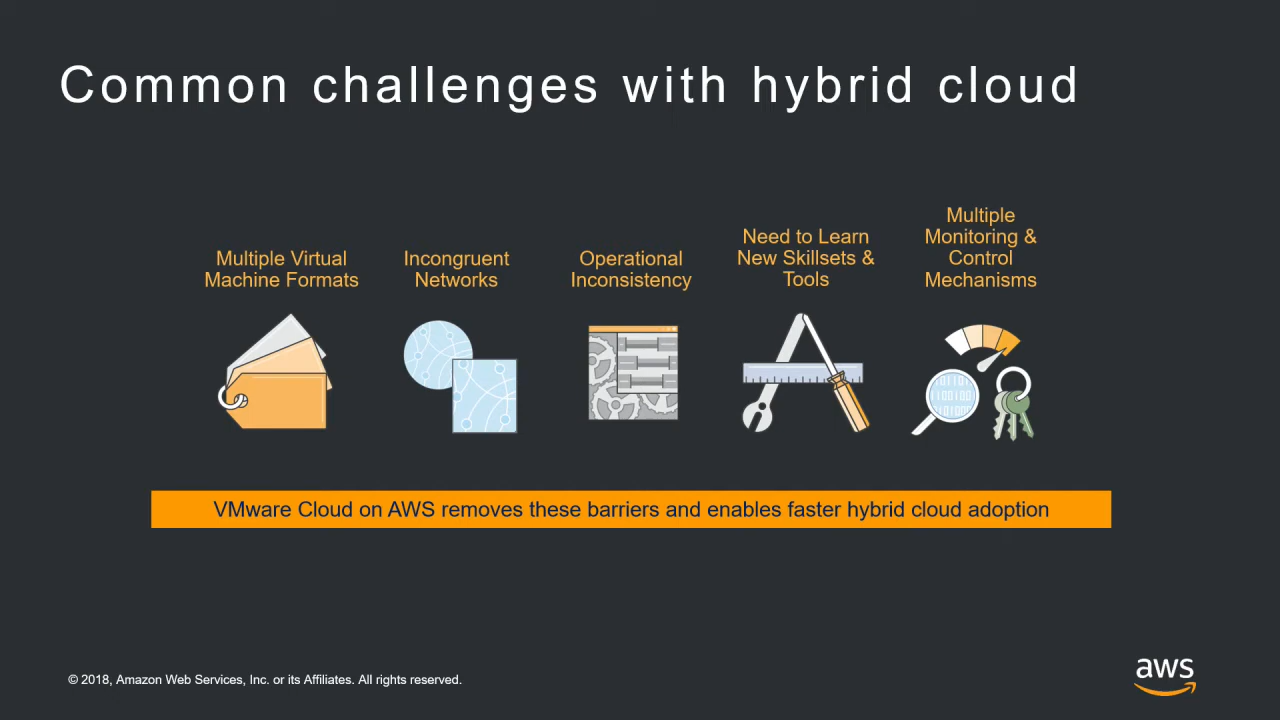 Common challenges with hybrid cloud
Multiple Virtual
Machine Formats
Incongruent
Networks
Operational
Inconsistency
Need to Learn
New Skillsets &
Tools
Multiple
Monitoring &
Control
Mechanisms
VMware Cloud on AWS removes these barriers and enables faster hybrid cloud adoption
© 2018, Amazon Web Services, Inc. or its Affiliates. All rights reserved.
aws